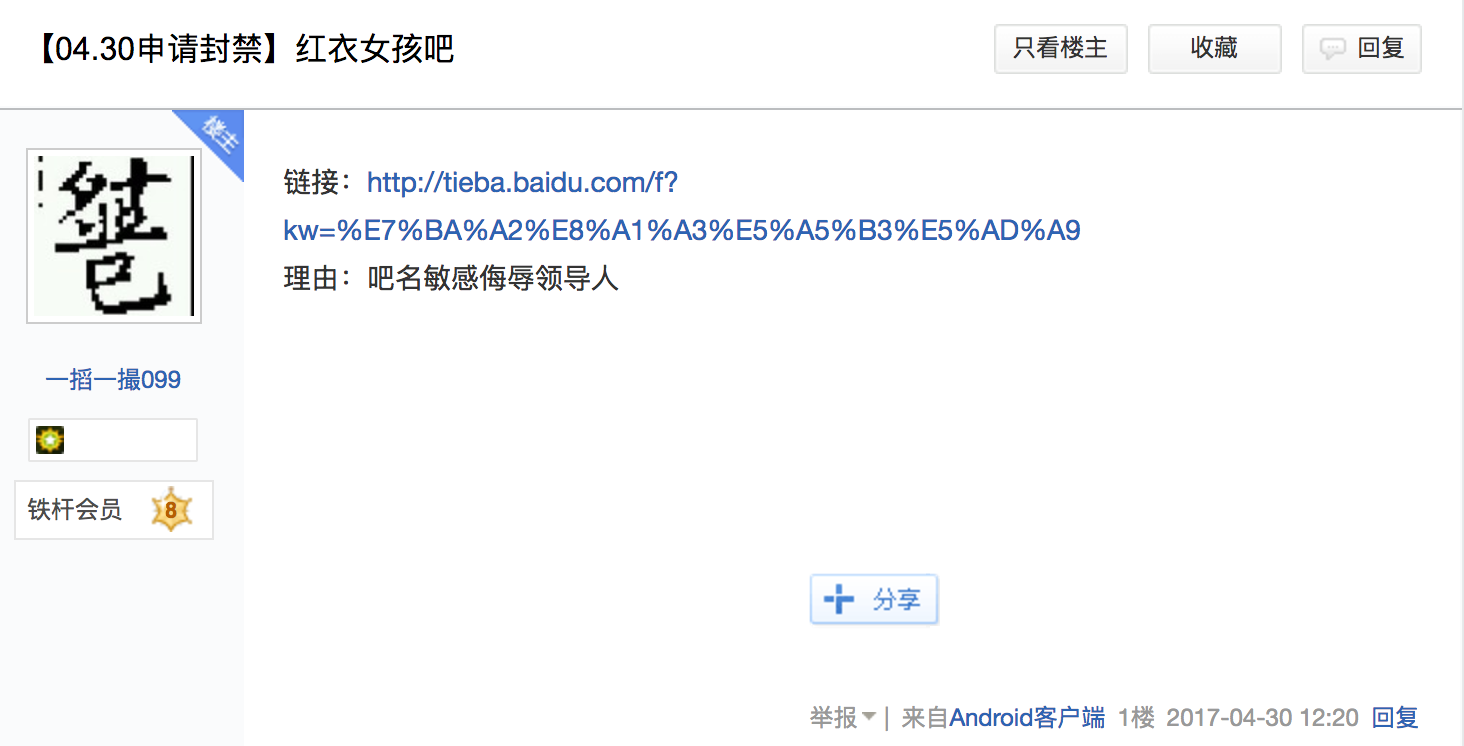 【04.30申请封禁】红衣女孩吧
只看楼主
收藏
回复
楼主
链接：http://tieba.baidu.com/f?
kw=%E7%BA%A2%E8%A1%A3%E5%A5%B3%E5%AD%A9
理由：吧名敏感侮辱领导人
一搯一撮099
铁杆会员 8
分享
举报 | 来自Android客户端 1楼 2017-04-30 12:20 回复